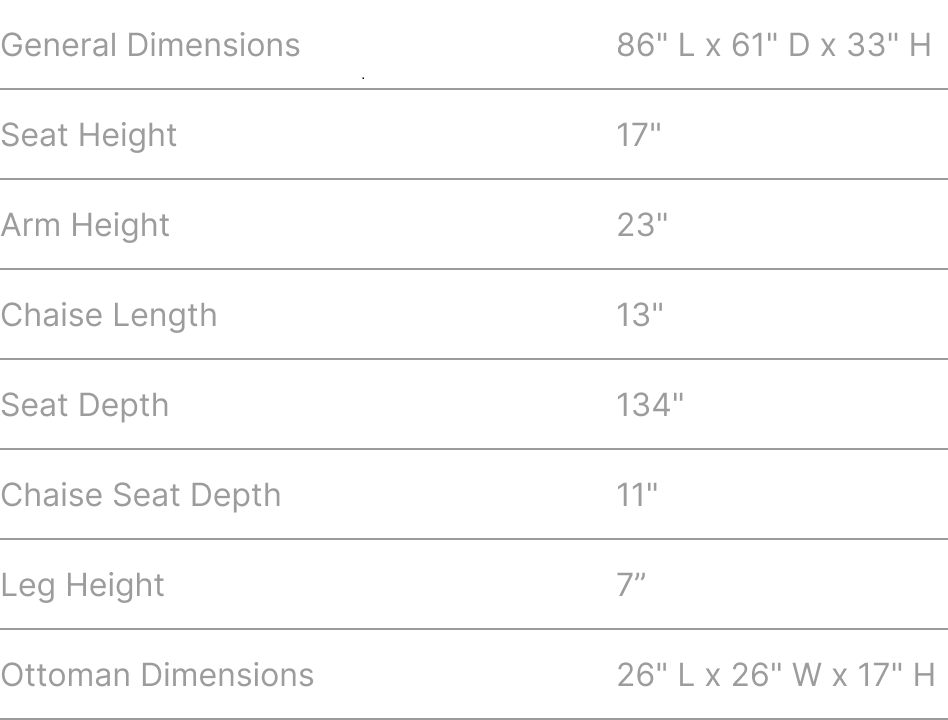 General Dimensions 86" L x 61" D x 33" H
Seat Height 17"
Arm Height 23"
Chaise Length 13"
Seat Depth 134"
Chaise Seat Depth 11"
Leg Height 7”
Ottoman Dimensions 26" L x 26" W x 17" H